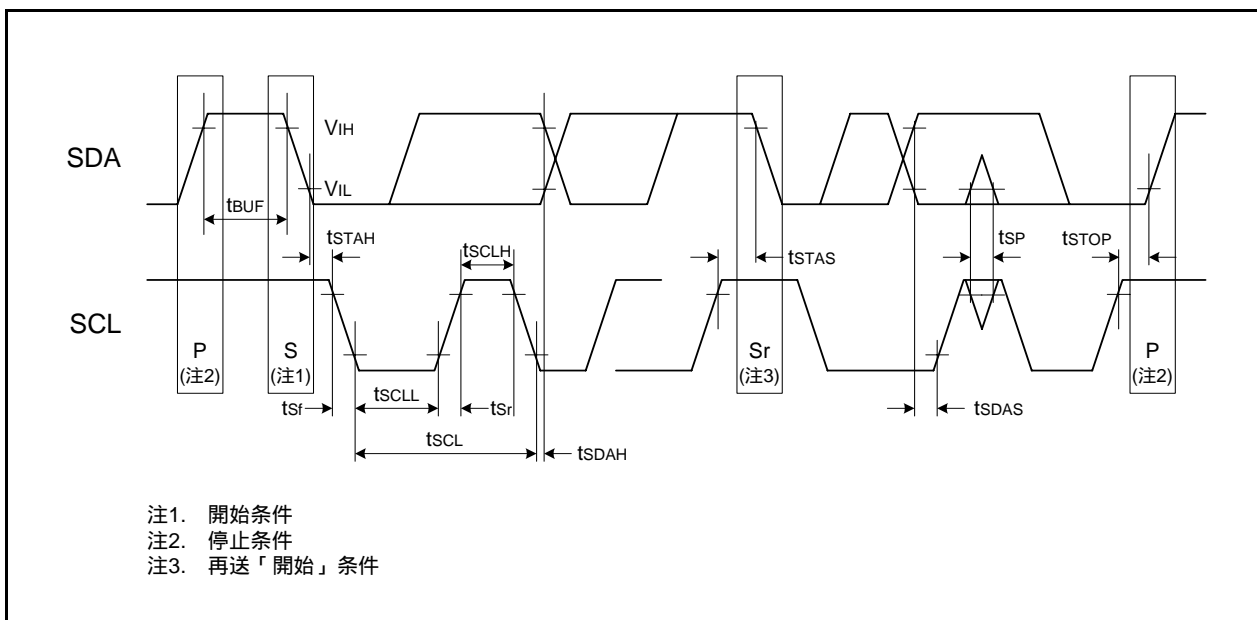 SDA
VIH
VIL
tBUF
tSTAH
tSCLH
tSTAS
tSP
tSTOP
SCL
P
(注2)
S
(注1)
Sr
(注3)
P
(注2)
tSf
tSCLL
tSr
tSDAS
tSCL
tSDAH
注1. 開始条件
注2. 停止条件
注3. 再送「開始」条件